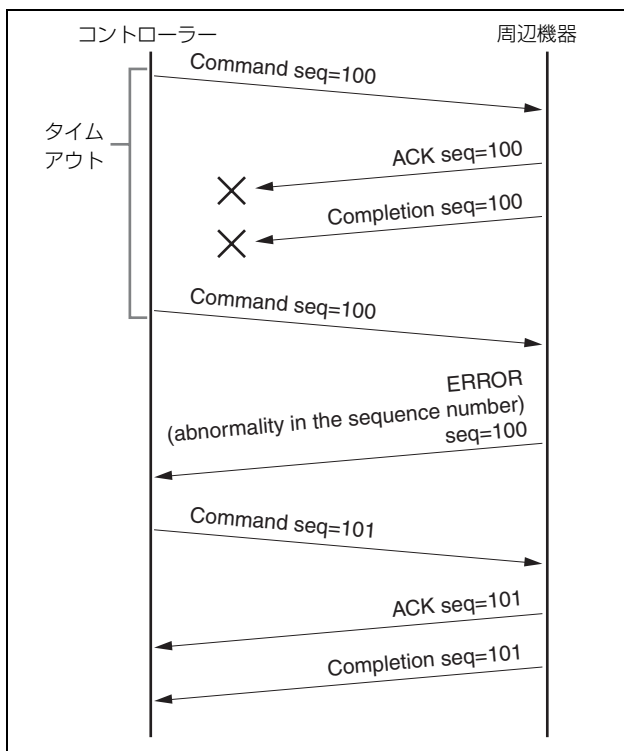 コントローラー
周辺機器
Command seq=100
タイム
アウト
ACK seq=100
Completion seq=100
Command seq=100
ERROR
(abnormality in the sequence number)
seq=100
Command seq=101
ACK seq=101
Completion seq=101